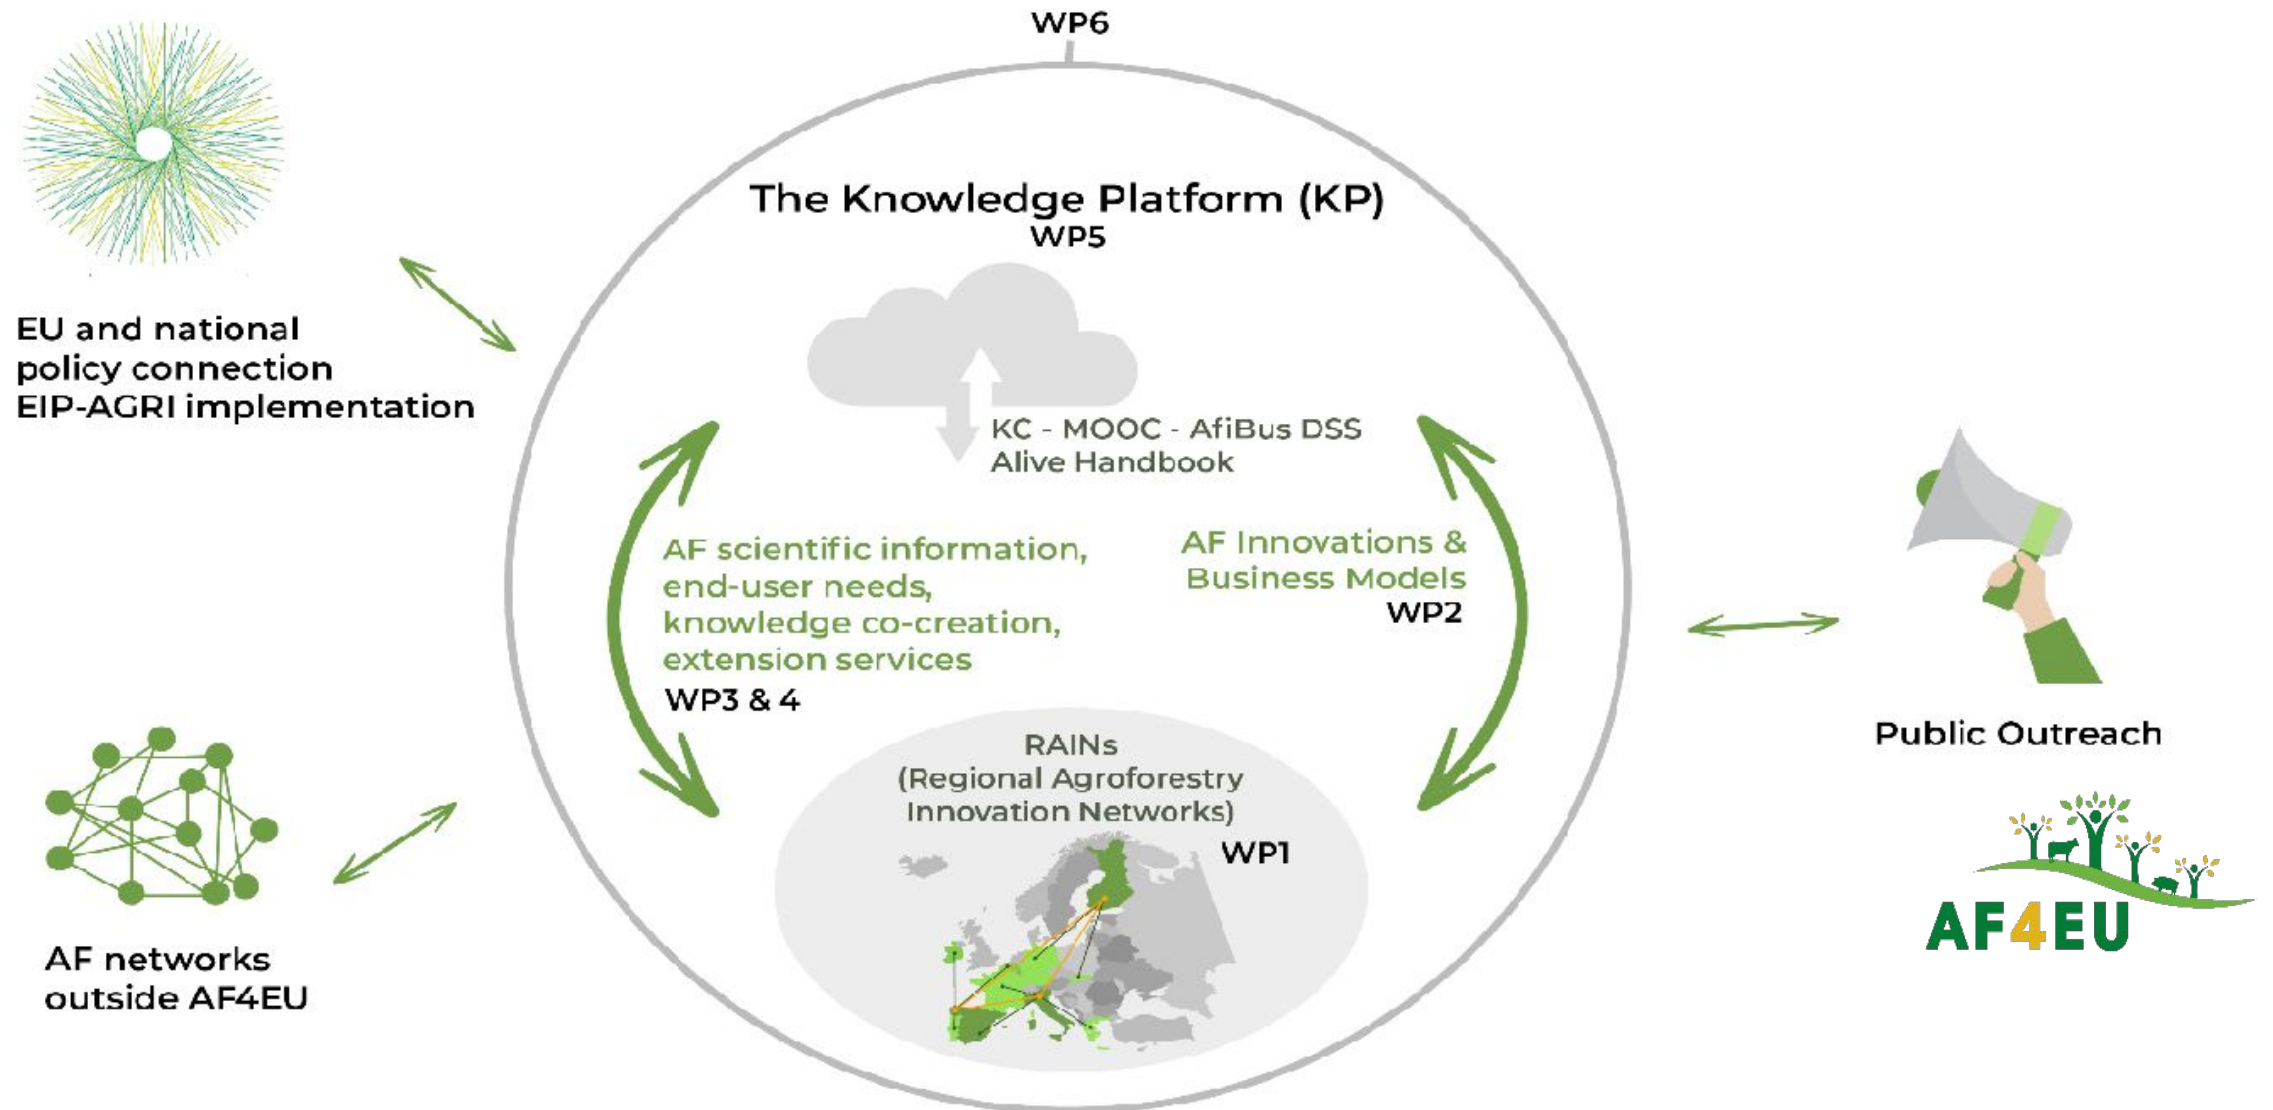 WP6
The Knowledge Platform (KP)
WP5
EU and national
policy connection
EIP-AGRI implementation
KC - MOOC - AfiBus DSS
Alive Handbook
AF scientific information,
end-user needs,
knowledge co-creation,
extension services
WP3 & 4
AF Innovations &
Business Models
WP2
RAINs
(Regional Agroforestry
Innovation Networks)
WP1
Public Outreach
AF4EU
AF networks
outside AF4EU